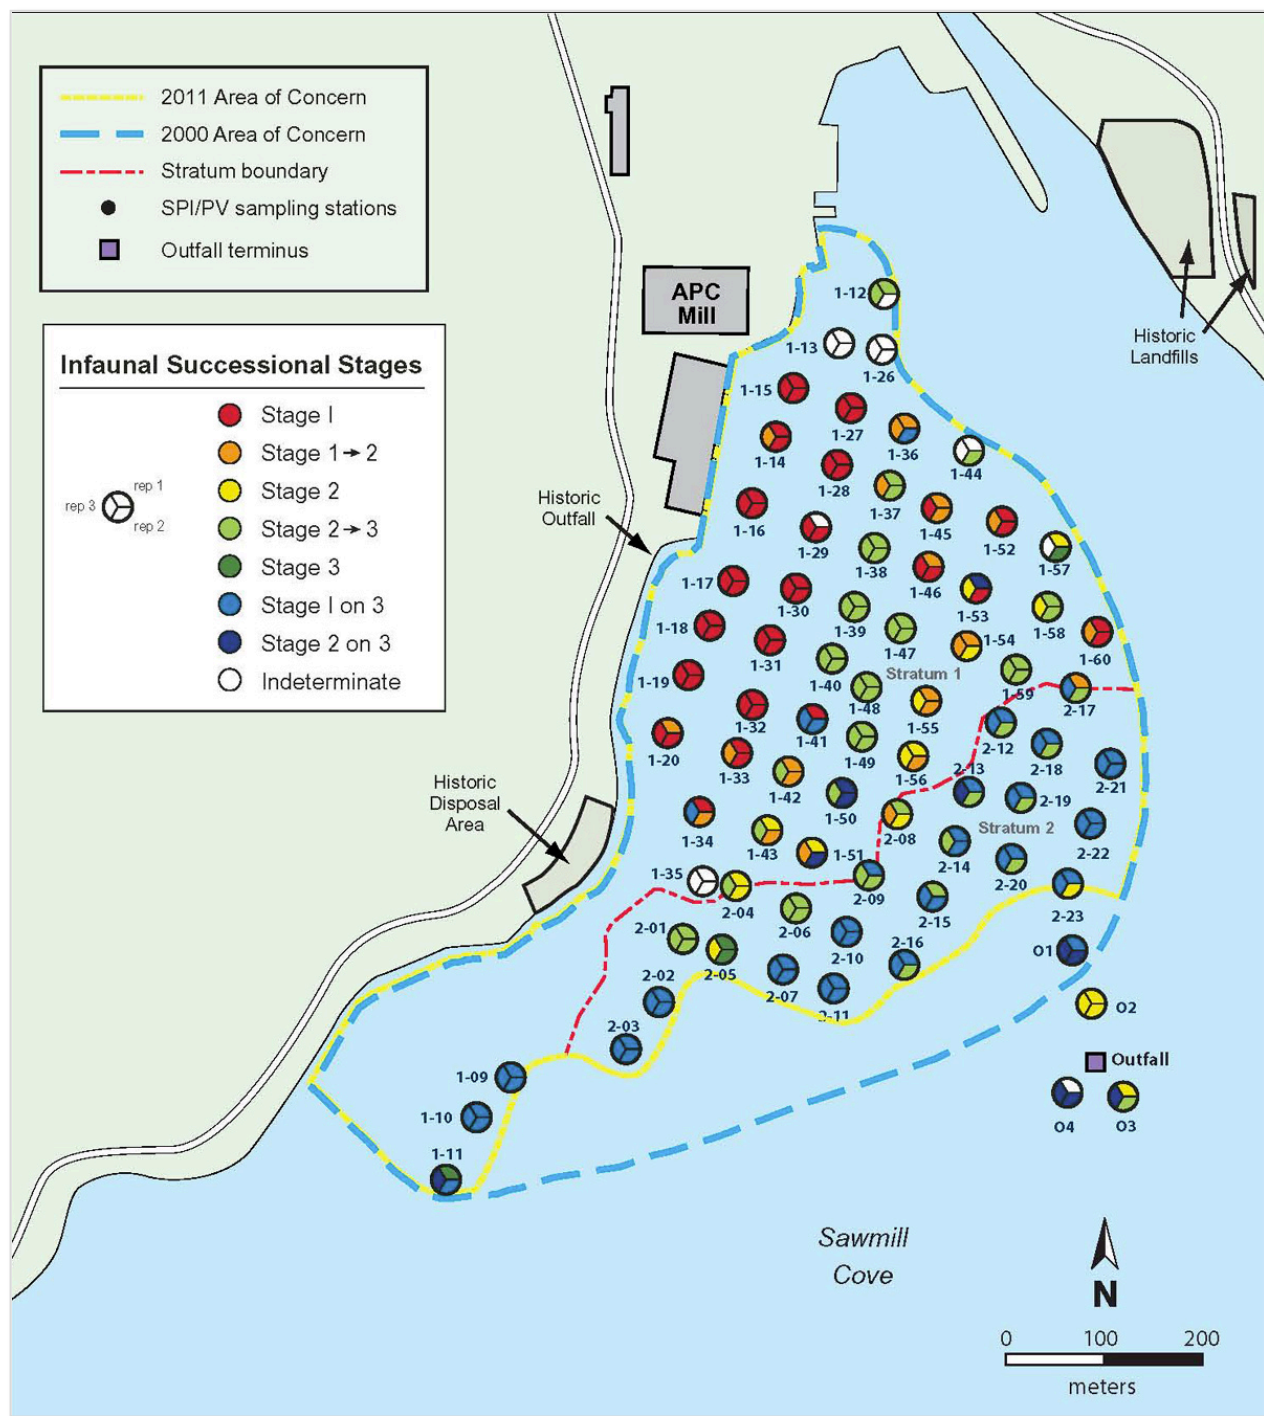 2011 Area of Concern
2000 Area of Concern
Stratum boundary
SPI/PV sampling stations
Outfall terminus
Infaunal Successional Stages
Stage I
Stage 1→2
Stage 2
Stage 2→3
Stage 3
Stage I on 3
Stage 2 on 3
Indeterminate
rep 1
rep 3
rep 2
APC
Mill
Historic
Landfills
Historic
Outfall
Historic
Disposal
Area
1-12
1-13
1-26
1-15
1-27
1-36
1-44
1-14
1-28
1-37
1-45
1-52
1-16
1-29
1-38
1-57
1-46
1-17
1-30
1-53
1-39
1-58
1-18
1-47
1-54
1-31
1-60
1-40
Stratum 1
1-19
1-59
1-48
2-17
1-32
1-41
1-55
2-12
1-20
1-49
1-33
1-56
2-13
2-18
1-42
2-21
1-50
2-19
2-08
Stratum 2
1-34
1-43
1-51
2-14
2-22
1-35
2-20
2-04
2-09
2-23
2-15
2-06
2-01
2-10
2-16
O1
2-05
2-02
2-07
2-11
O2
2-03
Outfall
1-09
1-10
O4
O3
1-11
Sawmill
Cove
N
0 100 200
meters